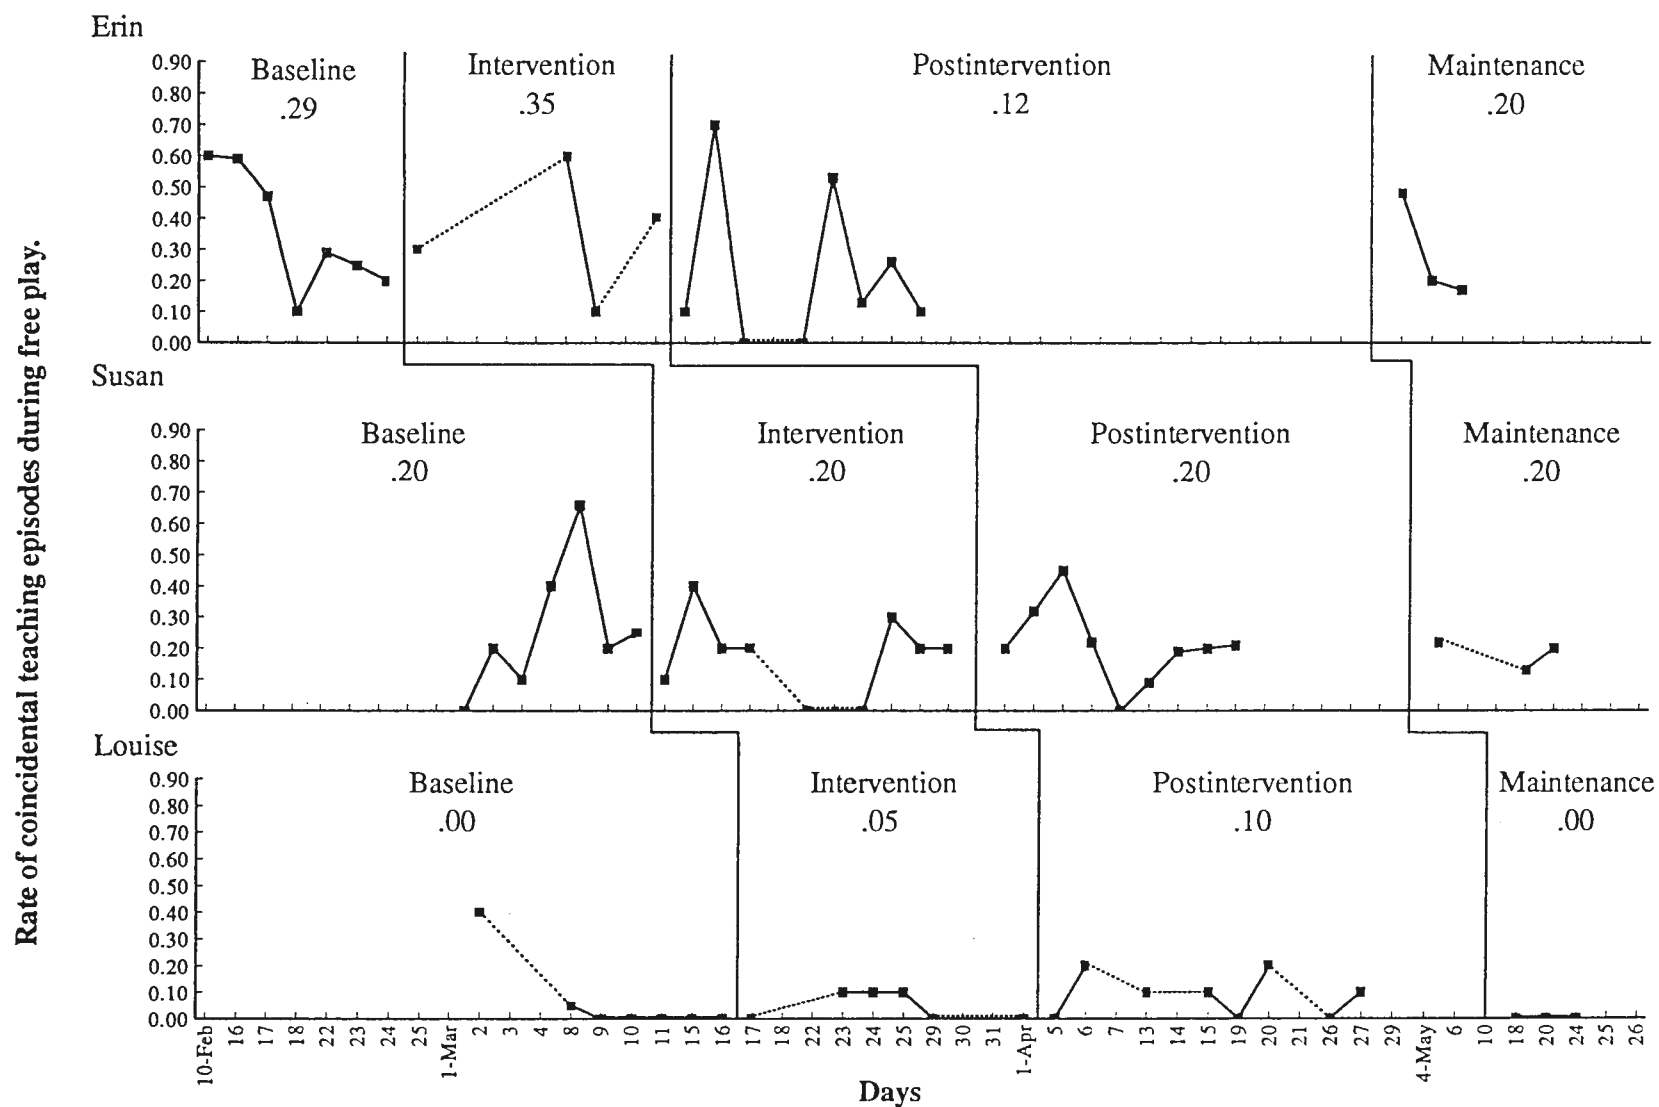 Erin
Baseline
.29
Intervention
.35
Postintervention
.12
Maintenance
.20
0.90
0.80
0.70
0.60
0.50
0.40
0.30
0.20
0.10
0.00
Susan
Baseline
.20
Intervention
.20
Postintervention
.20
Maintenance
.20
0.90
0.80
0.70
0.60
0.50
0.40
0.30
0.20
0.10
0.00
Louise
Baseline
.00
Intervention
.05
Postintervention
.10
Maintenance
.00
0.90
0.80
0.70
0.60
0.50
0.40
0.30
0.20
0.10
0.00
10-Feb 16 17 18 22 23 24 25 1-Mar 2 3 4 8 9 10 11 15 16 17 18 22 23 24 25 29 30 31 1-Apr 5 6 7 13 14 15 19 20 21 26 27 29 4-May 6 10 18 20 24 25 26
Days
Rate of coincidental teaching episodes during free play.